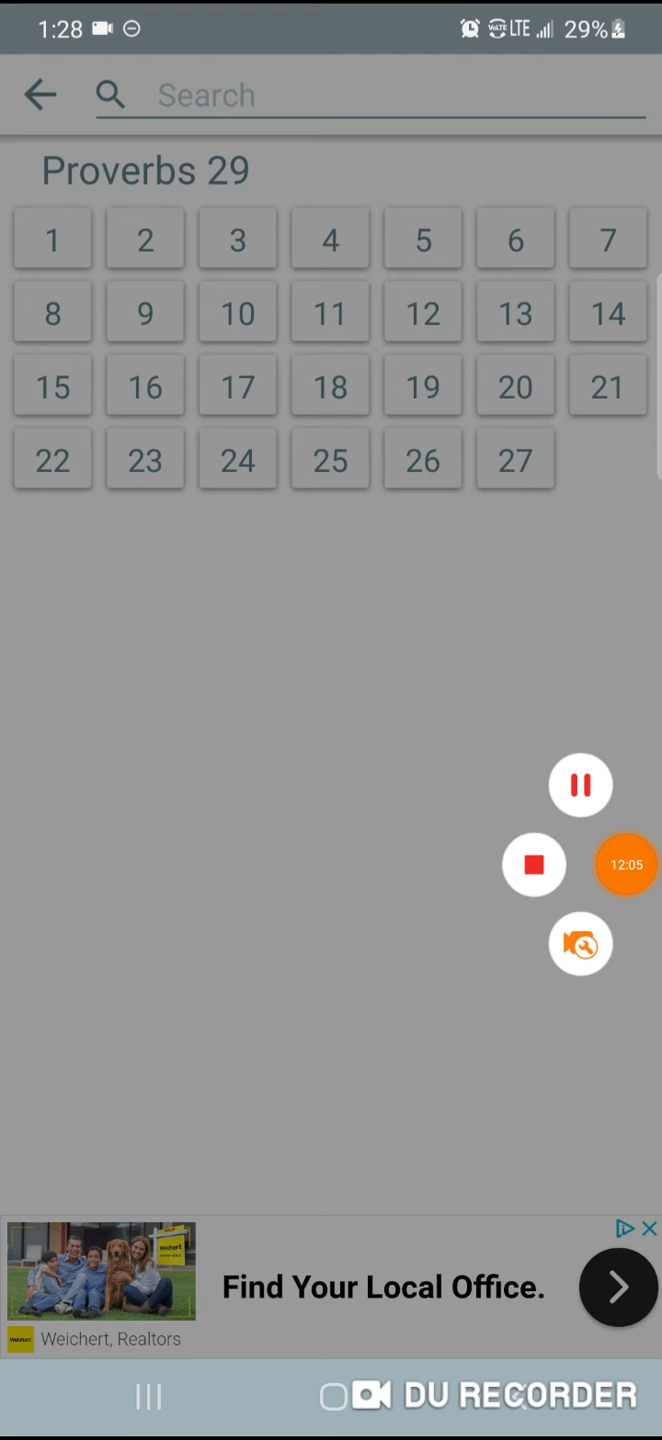 1:28 LTE 29%
Search
Proverbs 29
1 2 3 4 5 6 7
8 9 10 11 12 13 14
15 16 17 18 19 20 21
22 23 24 25 26 27
12:05
Find Your Local Office.
Weichert, Realtors
DU RECORDER